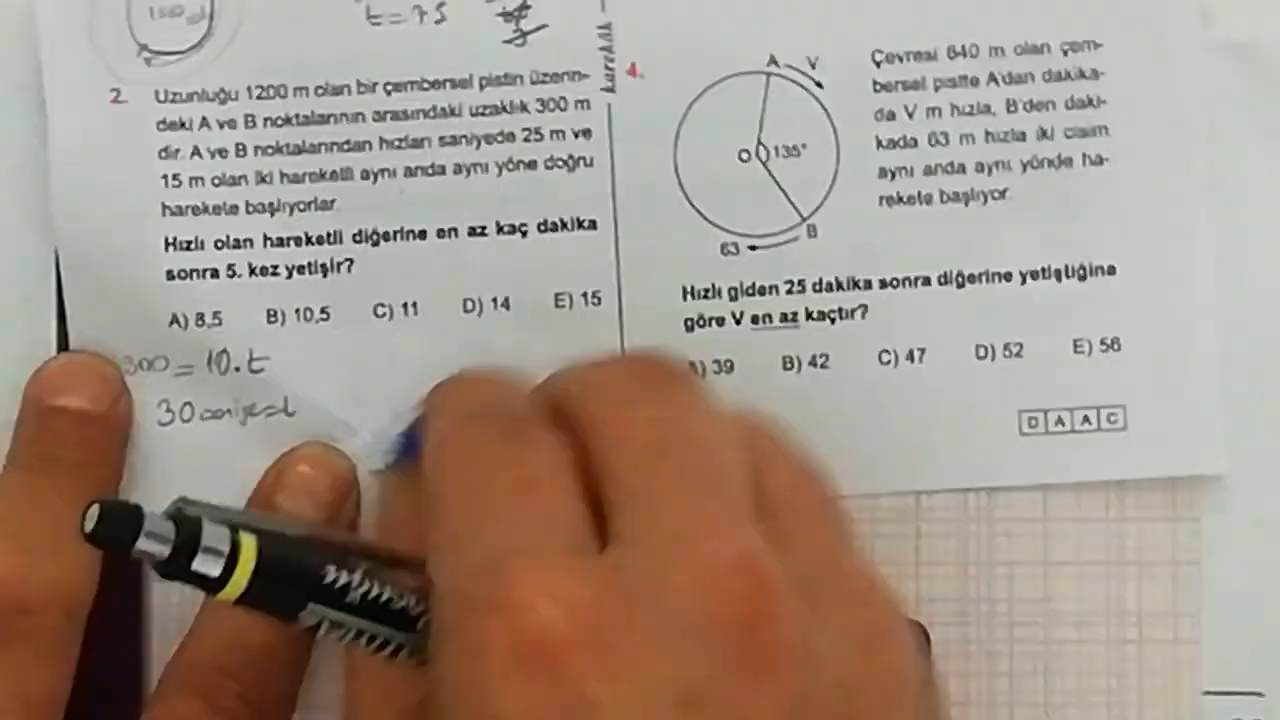 t = 75
2. Uzunluğu 1200 m olan bir çembersel pistin üzerin-
deki A ve B noktalarının arasındaki uzaklık 300 m
dir. A ve B noktalarından hızları saniyede 25 m ve
15 m olan iki hareketli aynı anda aynı yöne doğru
harekete başlıyorlar.
Hızlı olan hareketli diğerine en az kaç dakika
sonra 5. kez yetişir?
A) 8,5 B) 10,5 C) 11 D) 14 E) 15
300 = 10.t
30 saniyede
karekök
4.
A V
O 135°
B
63
Çevresi 640 m olan çem-
bersel pistte A'dan dakika-
da V m hızla, B'den daki-
kada 63 m hızla iki cisim
aynı anda aynı yönde ha-
rekete başlıyor.
Hızlı giden 25 dakika sonra diğerine yetiştiğine
göre V en az kaçtır?
A) 39 B) 42 C) 47 D) 52 E) 56
D A A C